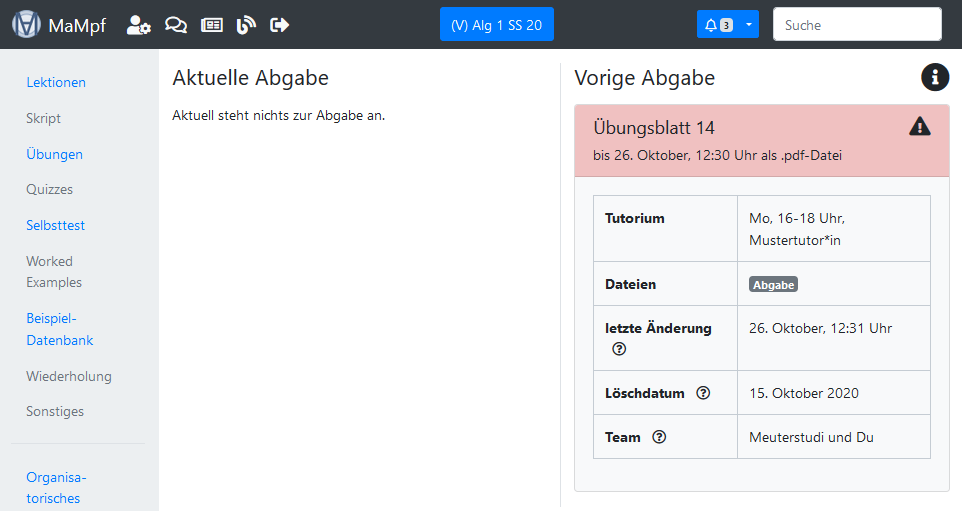 MaMpf
(V) Alg 1 SS 20
3
Suche
Lektionen
Skript
Übungen
Quizzes
Selbsttest
Worked
Examples
Beispiel-
Datenbank
Wiederholung
Sonstiges
Organisa-
torisches
Aktuelle Abgabe
Aktuell steht nichts zur Abgabe an.
Vorige Abgabe
Übungsblatt 14
bis 26. Oktober, 12:30 Uhr als .pdf-Datei
Tutorium
Mo, 16-18 Uhr,
Mustertutor*in
Dateien
Abgabe
letzte Änderung
26. Oktober, 12:31 Uhr
Löschdatum
15. Oktober 2020
Team
Meuterstudi und Du